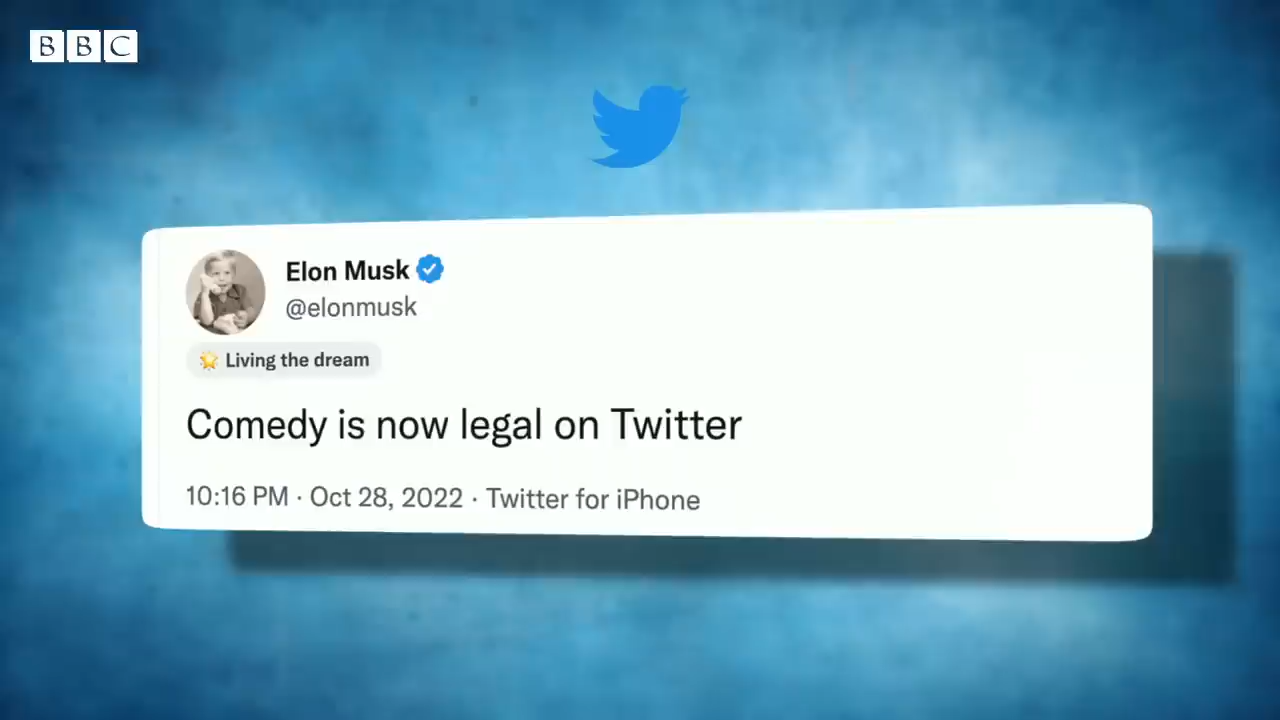 BBC
Elon Musk
@elonmusk
Living the dream
Comedy is now legal on Twitter
10:16 PM · Oct 28, 2022 · Twitter for iPhone